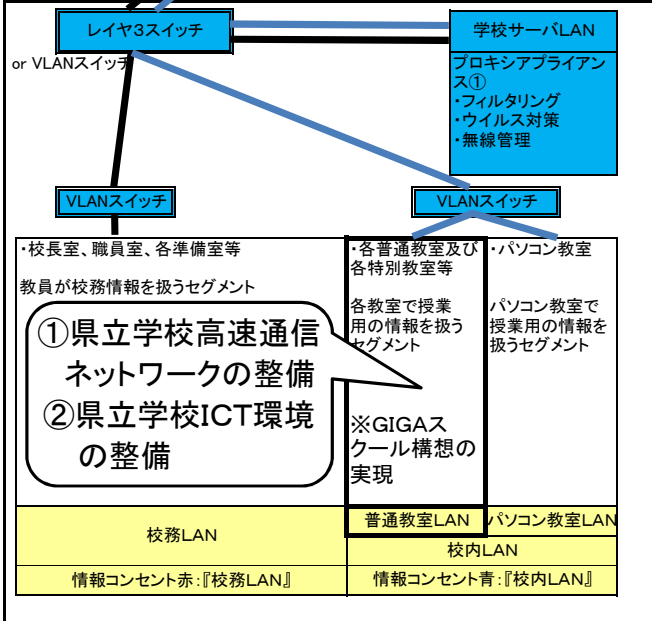 レイヤ3スイッチ
or VLANスイッチ
学校サーバLAN
プロキシアプライアン
ス①
・フィルタリング
・ウイルス対策
・無線管理
VLANスイッチ
VLANスイッチ
・校長室、職員室、各準備室等
教員が校務情報を扱うセグメント
①県立学校高速通信
ネットワークの整備
②県立学校ICT環境
の整備
・各普通教室及び
各特別教室等
各教室で授業
用の情報を扱う
セグメント
※GIGAス
クール構想の
実現
・パソコン教室
パソコン教室で
授業用の情報を
扱うセグメント
校務LAN
普通教室LAN
パソコン教室LAN
校内LAN
情報コンセント赤:『校務LAN』
情報コンセント青:『校内LAN』